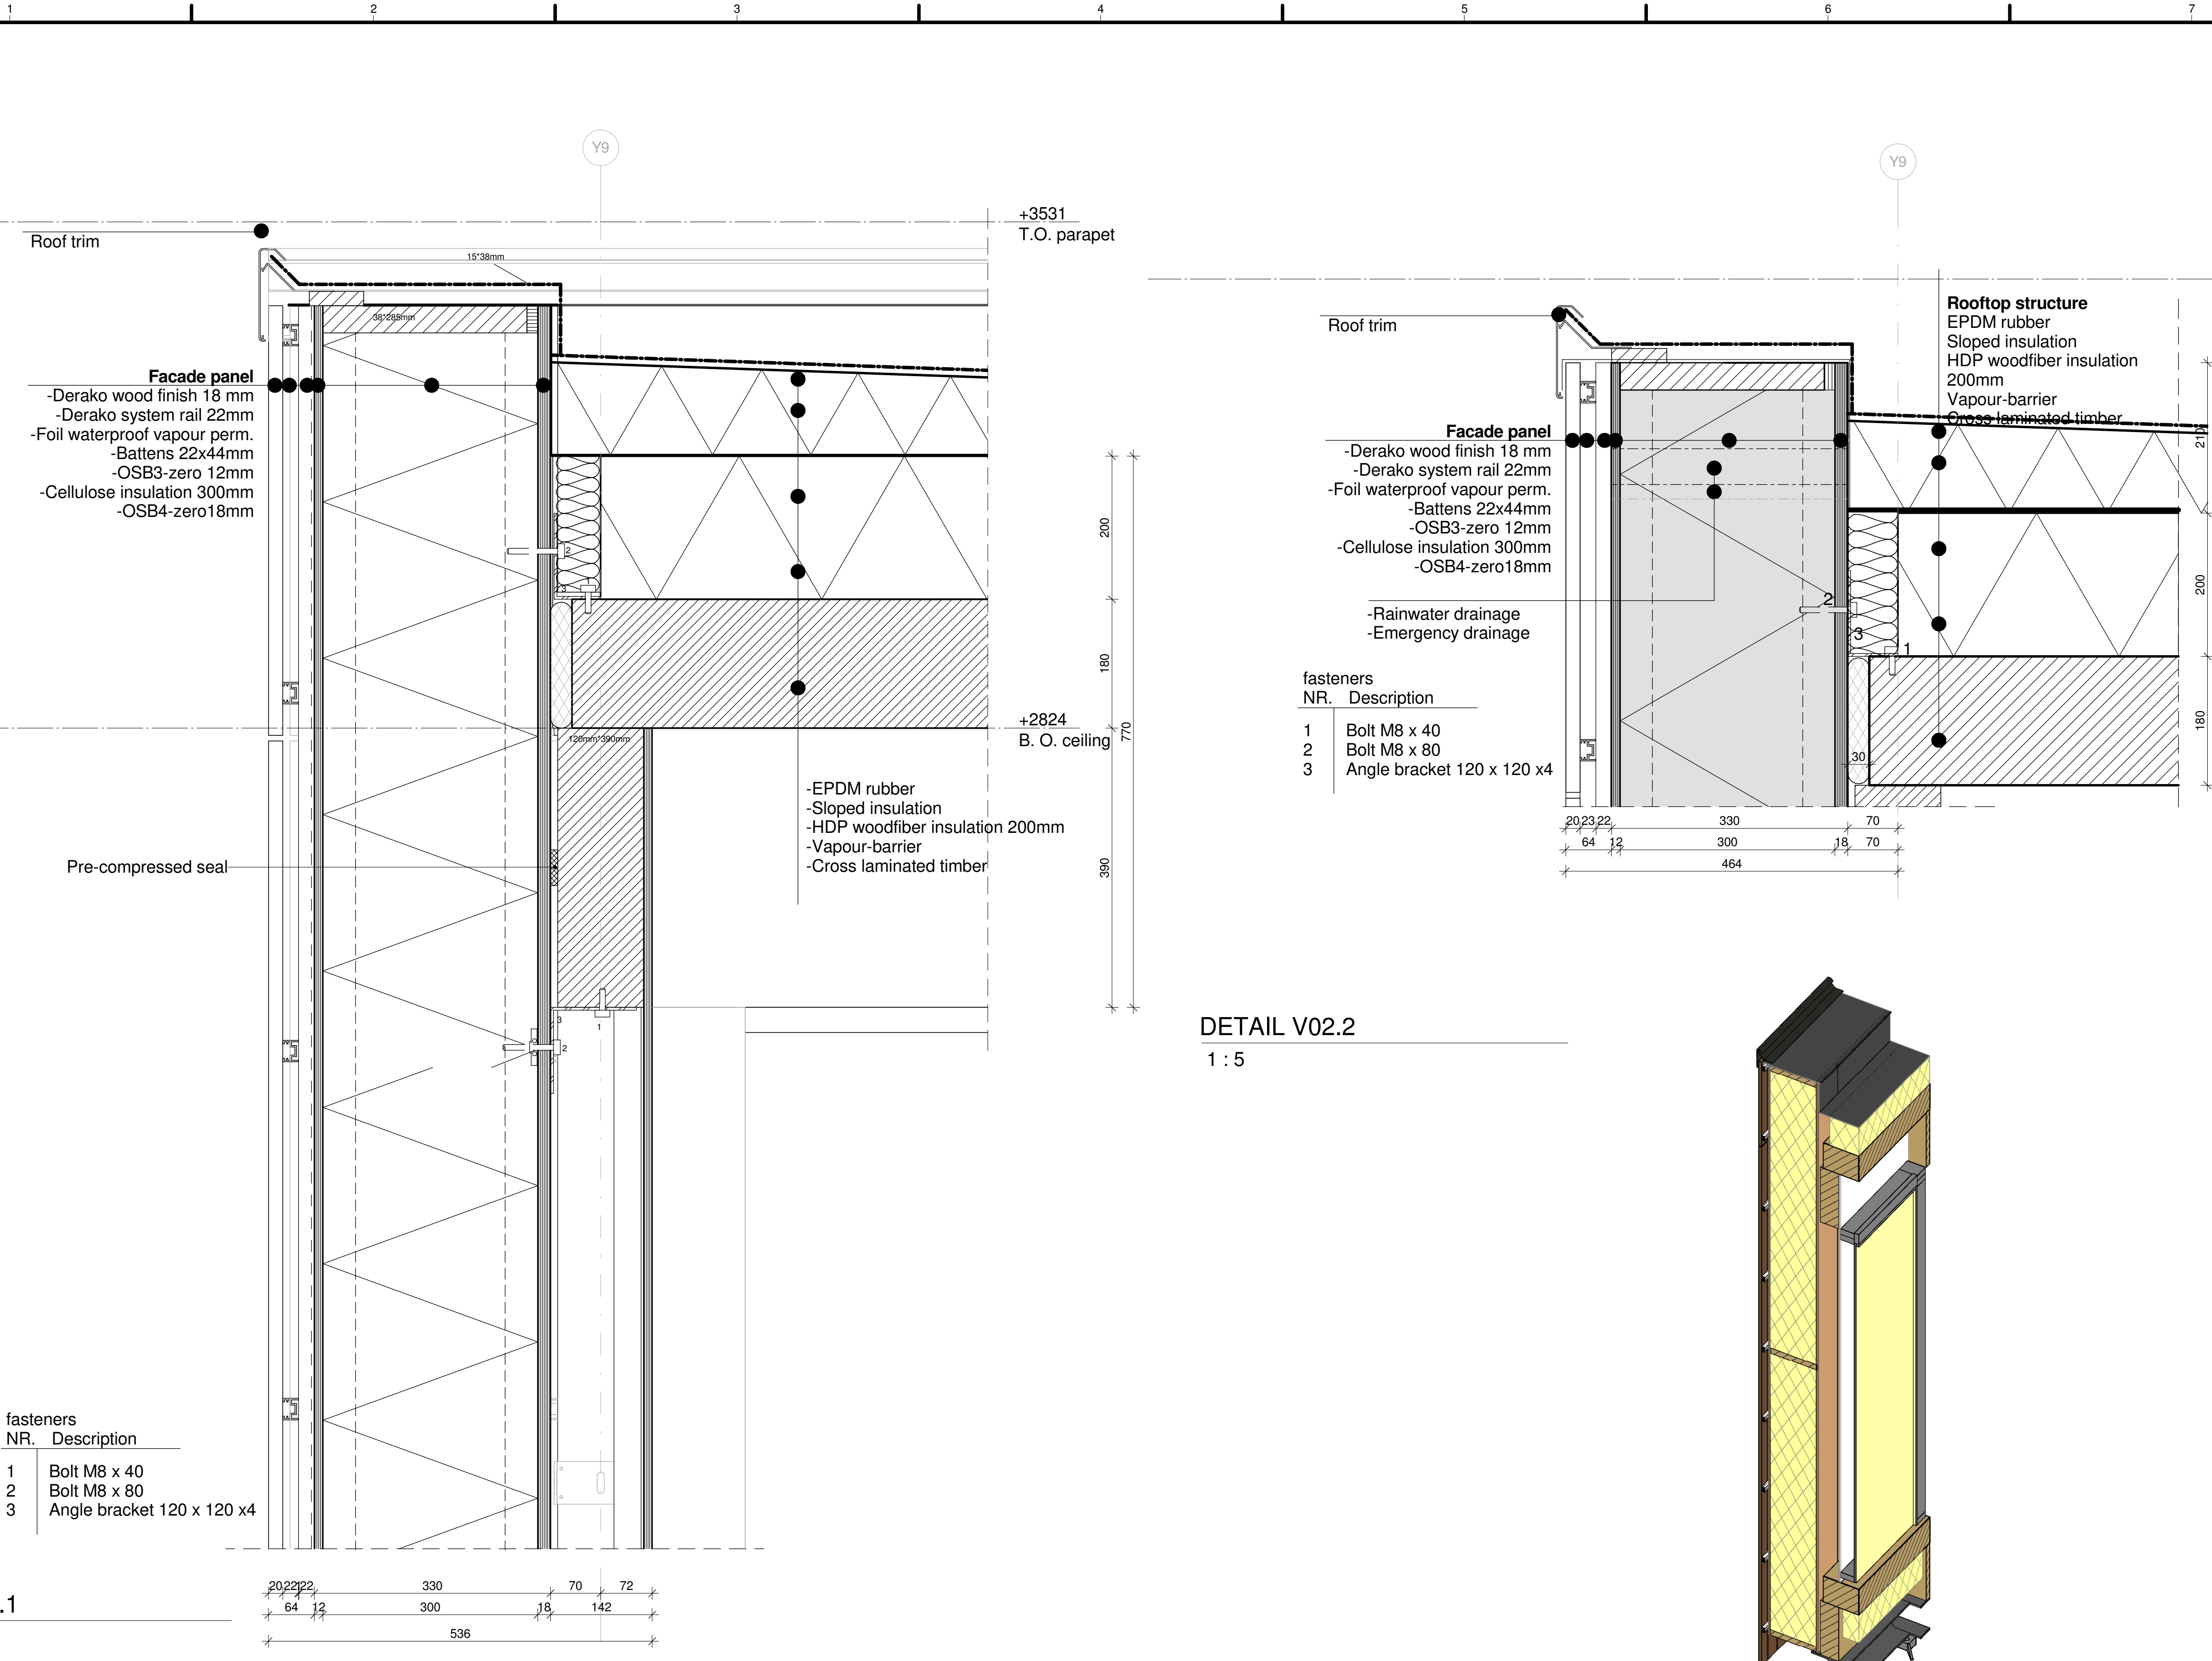 1
2
3
4
5
6
7
Y9
+3531
T.O. parapet
Roof trim
15*38mm
38*285mm
Facade panel
-Derako wood finish 18 mm
-Derako system rail 22mm
-Foil waterproof vapour perm.
-Battens 22x44mm
-OSB3-zero 12mm
-Cellulose insulation 300mm
-OSB4-zero18mm
2
3
200
180
390
770
+2824
B. O. ceiling
120mm*390mm
-EPDM rubber
-Sloped insulation
-HDP woodfiber insulation 200mm
-Vapour-barrier
-Cross laminated timber
Pre-compressed seal
3
1
2
fasteners
NR. Description
1 Bolt M8 x 40
2 Bolt M8 x 80
3 Angle bracket 120 x 120 x4
.1
20
22
22
330
70
72
64
12
300
18
142
536
Y9
Roof trim
Rooftop structure
EPDM rubber
Sloped insulation
HDP woodfiber insulation
200mm
Vapour-barrier
Cross laminated timber
Facade panel
-Derako wood finish 18 mm
-Derako system rail 22mm
-Foil waterproof vapour perm.
-Battens 22x44mm
-OSB3-zero 12mm
-Cellulose insulation 300mm
-OSB4-zero18mm
-Rainwater drainage
-Emergency drainage
2
3
1
210
200
180
30
fasteners
NR. Description
1 Bolt M8 x 40
2 Bolt M8 x 80
3 Angle bracket 120 x 120 x4
20 23 22 330 70
64 12 300 18 70
464
DETAIL V02.2
1 : 5